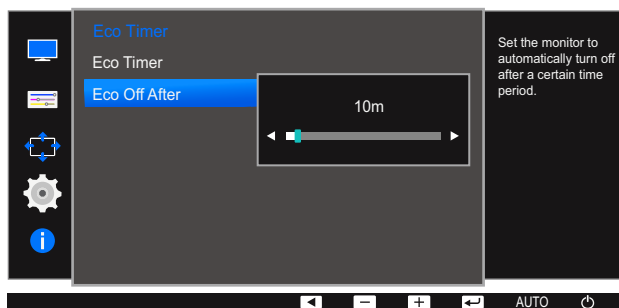 Eco Timer
Eco Timer
Eco Off After
10m
Set the monitor to
automatically turn off
after a certain time
period.
AUTO